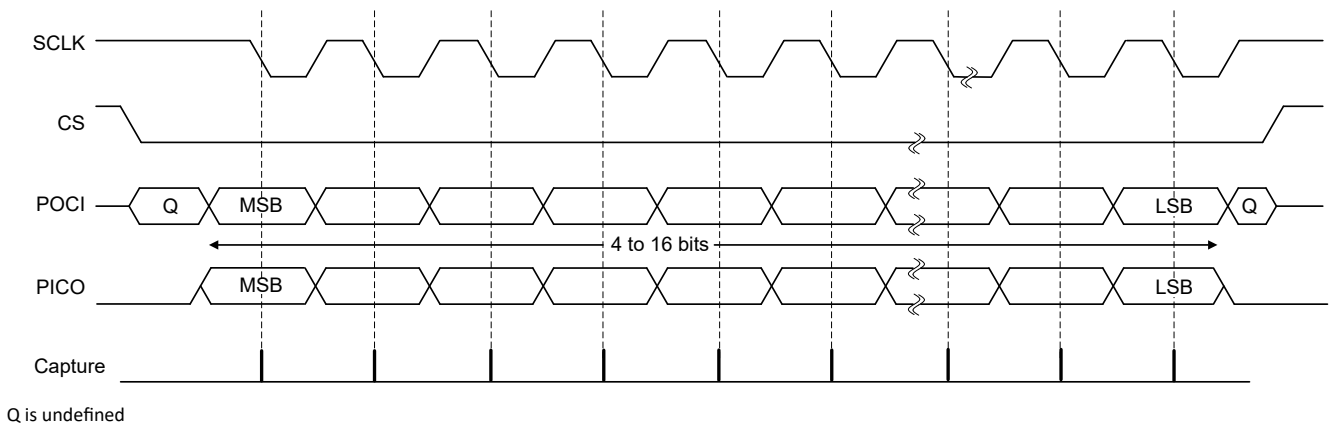 SCLK
CS
POCI
Q MSB LSB Q
4 to 16 bits
PICO
MSB LSB
Capture
Q is undefined